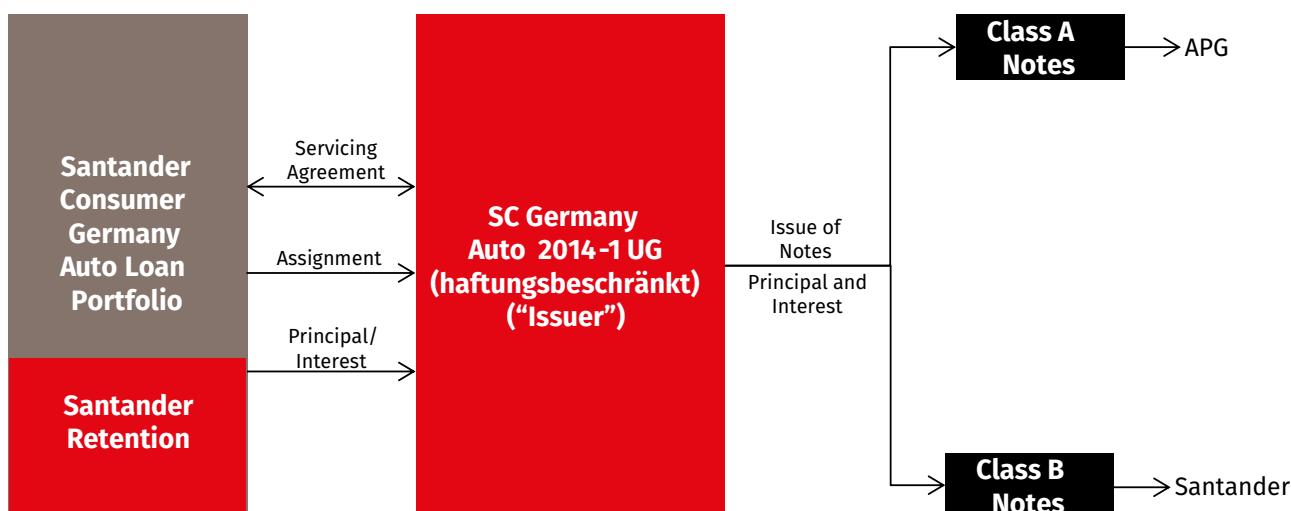 Santander
Consumer
Germany
Auto Loan
Portfolio
Santander
Retention
Servicing
Agreement
Assignment
Principal/
Interest
SC Germany
Auto 2014-1 UG
(haftungsbeschränkt)
(“Issuer”)
Issue of
Notes
Principal and
Interest
Class A
Notes
APG
Class B
Notes
Santander